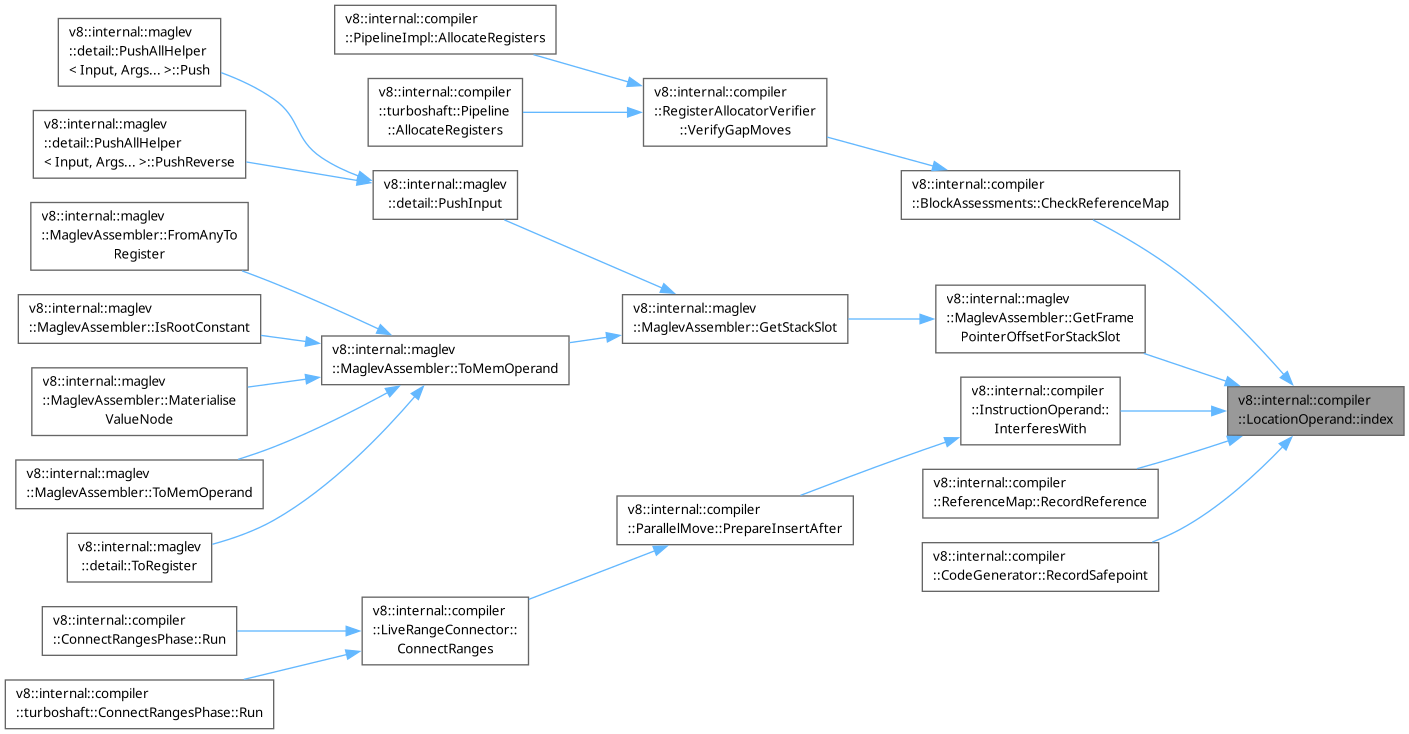 v8::internal::maglev
::detail::PushAllHelper
< Input, Args... >::Push
v8::internal::maglev
::detail::PushAllHelper
< Input, Args... >::PushReverse
v8::internal::maglev
::MaglevAssembler::FromAnyTo
Register
v8::internal::maglev
::MaglevAssembler::IsRootConstant
v8::internal::maglev
::MaglevAssembler::Materialise
ValueNode
v8::internal::maglev
::MaglevAssembler::ToMemOperand
v8::internal::maglev
::detail::ToRegister
v8::internal::compiler
::ConnectRangesPhase::Run
v8::internal::compiler
::turboshaft::ConnectRangesPhase::Run
v8::internal::compiler
::PipelineImpl::AllocateRegisters
v8::internal::compiler
::turboshaft::Pipeline
::AllocateRegisters
v8::internal::maglev
::detail::PushInput
v8::internal::maglev
::MaglevAssembler::ToMemOperand
v8::internal::compiler
::LiveRangeConnector::
ConnectRanges
v8::internal::compiler
::RegisterAllocatorVerifier
::VerifyGapMoves
v8::internal::maglev
::MaglevAssembler::GetStackSlot
v8::internal::compiler
::ParallelMove::PrepareInsertAfter
v8::internal::compiler
::BlockAssessments::CheckReferenceMap
v8::internal::maglev
::MaglevAssembler::GetFrame
PointerOffsetForStackSlot
v8::internal::compiler
::InstructionOperand::
InterferesWith
v8::internal::compiler
::ReferenceMap::RecordReference
v8::internal::compiler
::CodeGenerator::RecordSafepoint
v8::internal::compiler
::LocationOperand::index